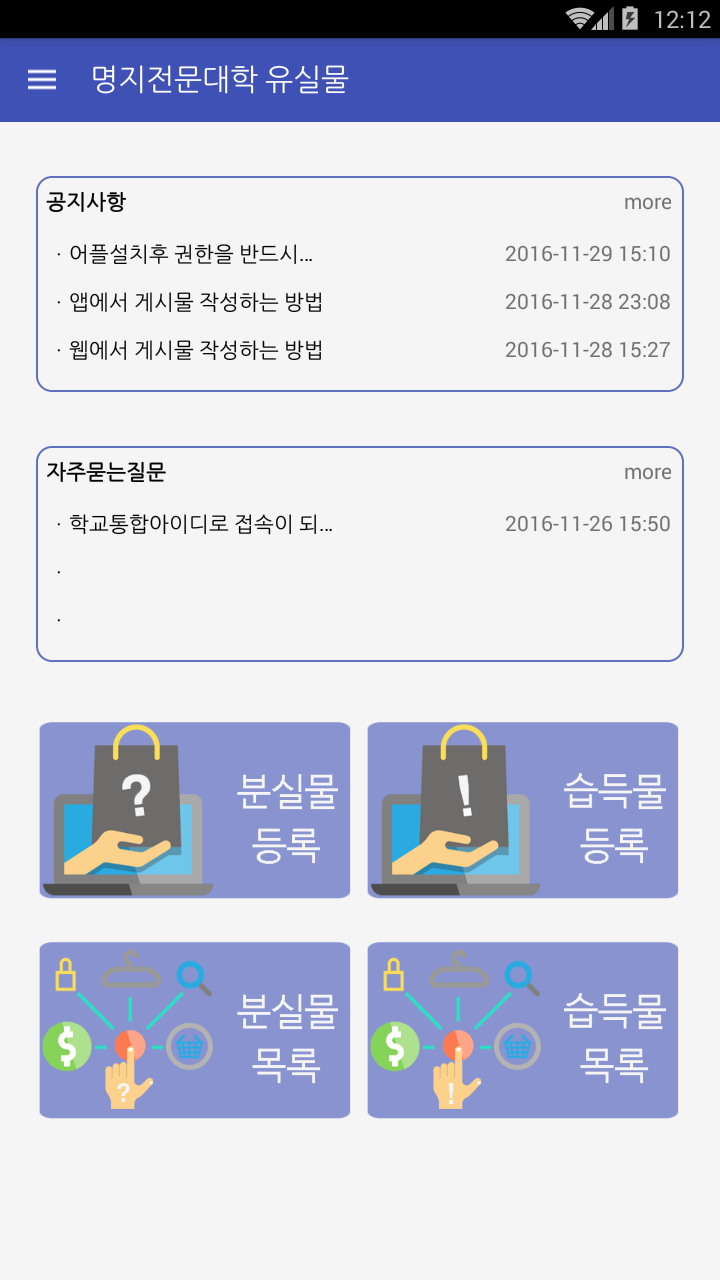 12:12
명지전문대학 유실물
공지사항 more
· 어플설치후 권한을 반드시... 2016-11-29 15:10
· 앱에서 게시물 작성하는 방법 2016-11-28 23:08
· 웹에서 게시물 작성하는 방법 2016-11-28 15:27
자주묻는질문 more
· 학교통합아이디로 접속이 되... 2016-11-26 15:50
·
·
?
분실물
등록
!
습득물
등록
$
?
분실물
목록
$
!
습득물
목록